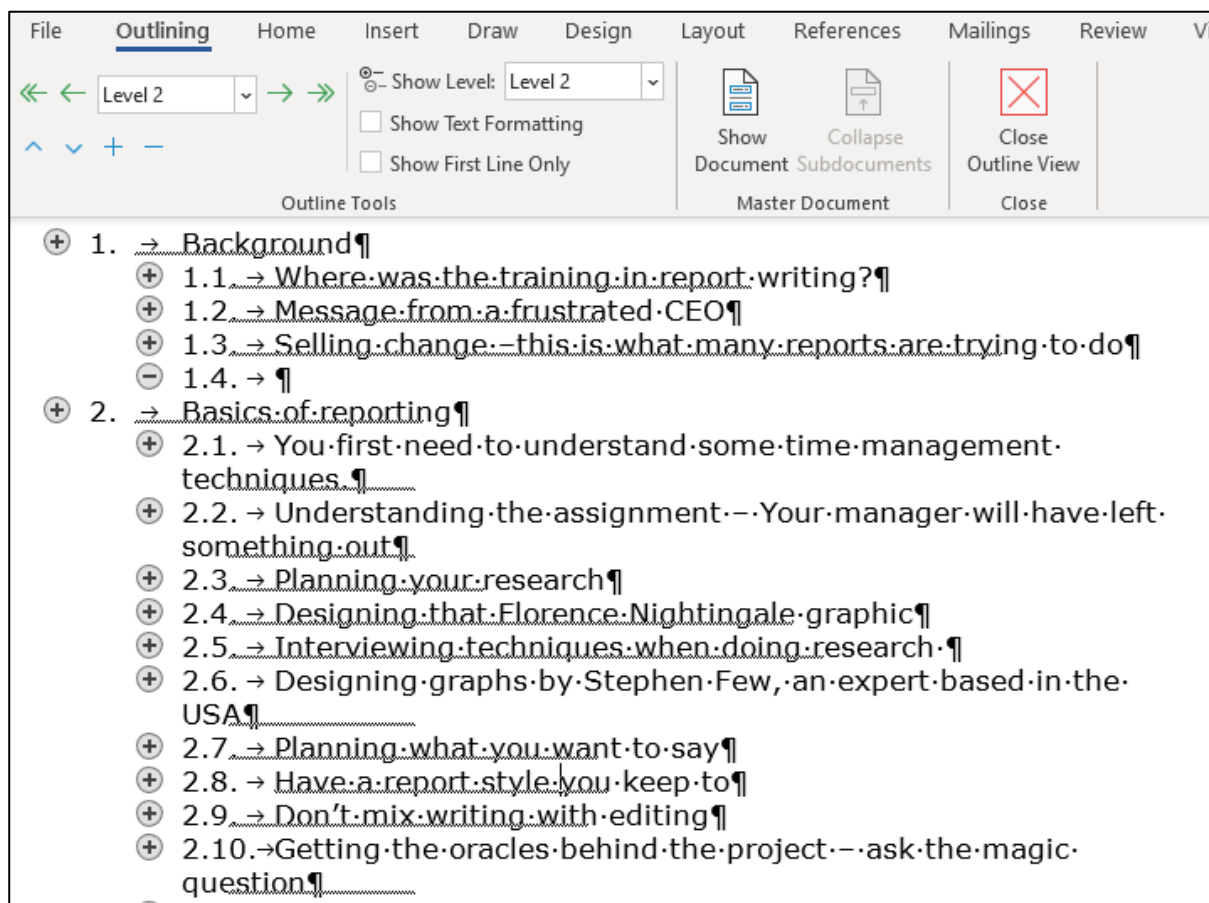 File Outlining Home Insert Draw Design Layout References Mailings Review Vi
Level 2
Show Level: Level 2
Show Text Formatting
Show First Line Only
Show Document
Collapse Subdocuments
Close Outline View
Outline Tools Master Document Close
1. → Background¶
1.1. → Where·was·the·training·in·report·writing?¶
1.2. → Message·from·a·frustrated·CEO¶
1.3. → Selling·change·–this·is·what·many·reports·are·trying·to·do¶
1.4. → ¶
2. → Basics·of·reporting¶
2.1. → You·first·need·to·understand·some·time·management·
techniques.¶
2.2. → Understanding·the·assignment·–·Your·manager·will·have·left·
something·out¶
2.3. → Planning·your·research¶
2.4. → Designing·that·Florence·Nightingale·graphic¶
2.5. → Interviewing·techniques·when·doing·research·¶
2.6. → Designing·graphs·by·Stephen·Few,·an·expert·based·in·the·
USA¶
2.7. → Planning·what·you·want·to·say¶
2.8. → Have·a·report·style·you·keep·to¶
2.9. → Don’t·mix·writing·with·editing¶
2.10.→Getting·the·oracles·behind·the·project·–·ask·the·magic·
question¶